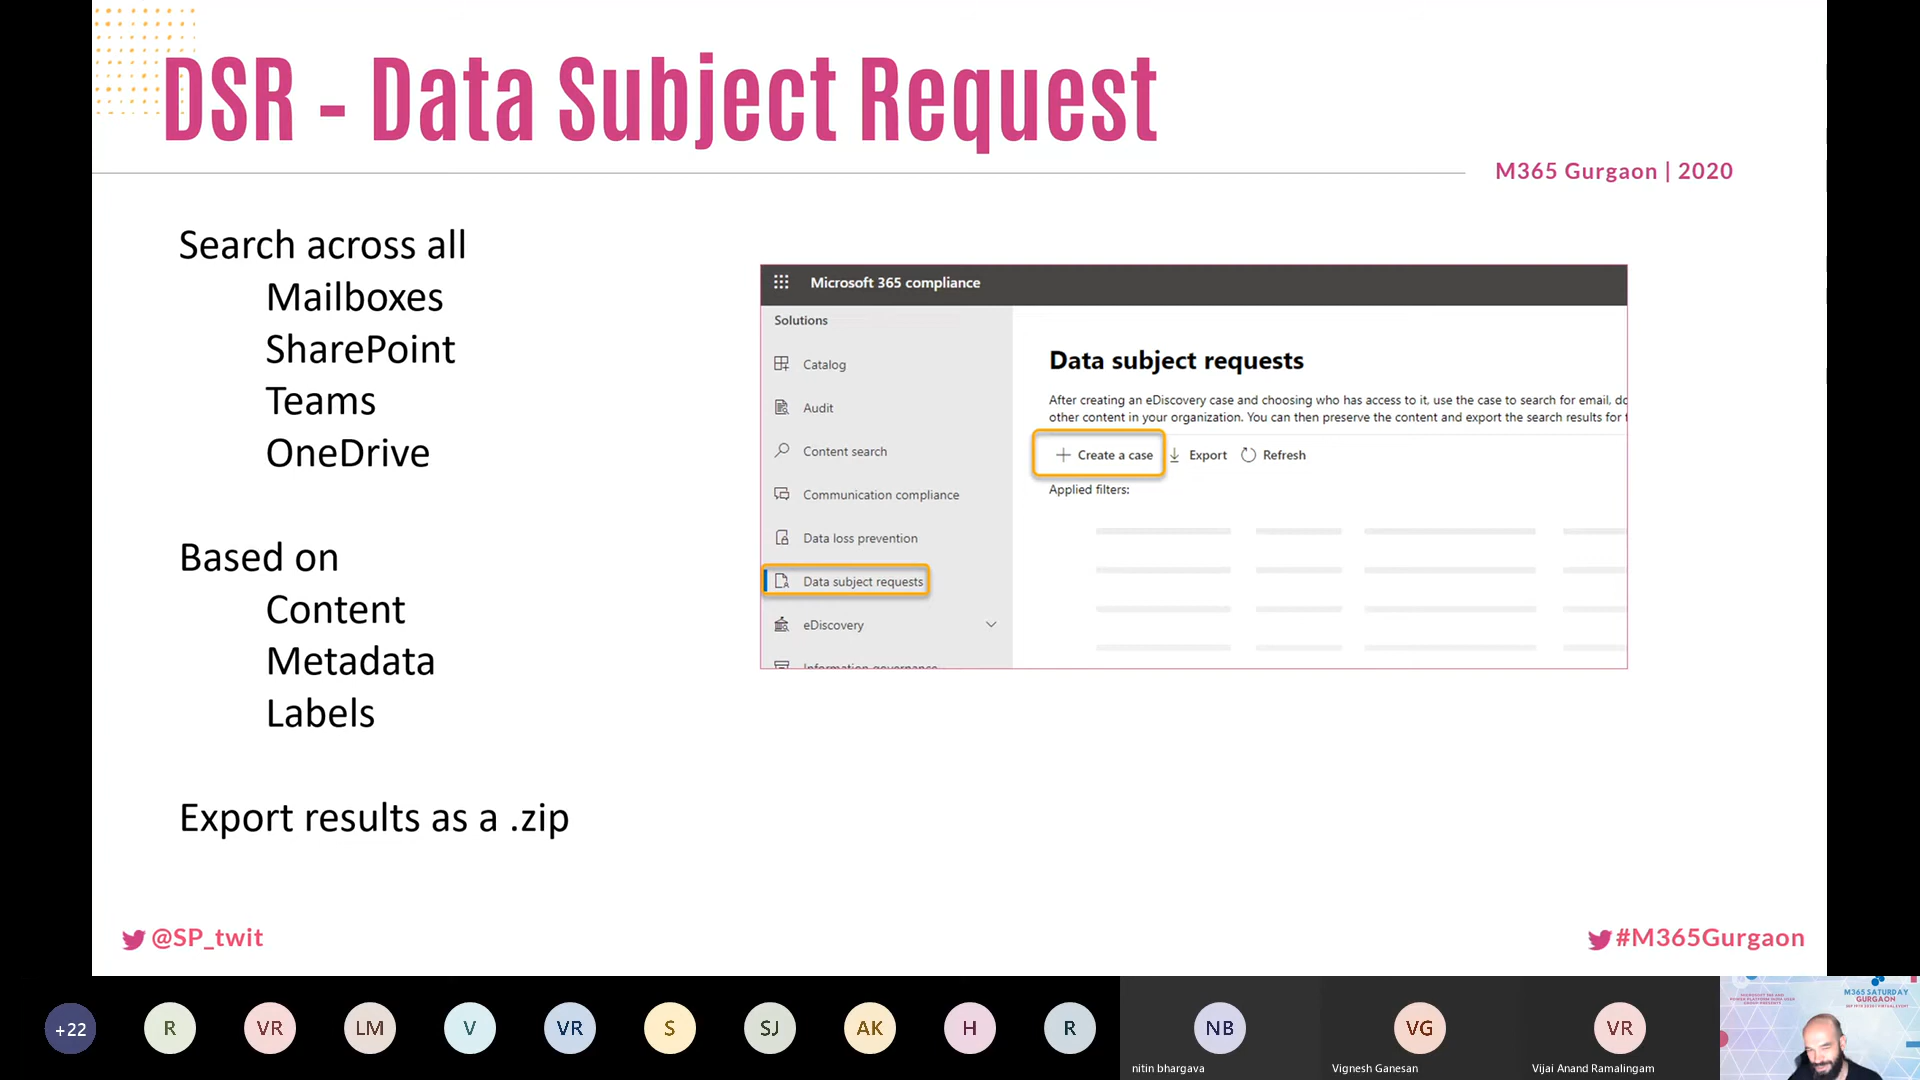 DSR - Data Subject Request
M365 Gurgaon | 2020
Search across all
Mailboxes
SharePoint
Teams
OneDrive
Based on
Content
Metadata
Labels
Export results as a .zip
Microsoft 365 compliance
Solutions
Catalog
Audit
Content search
Communication compliance
Data loss prevention
Data subject requests
eDiscovery
Information governance
Data subject requests
After creating an eDiscovery case and choosing who has access to it, use the case to search for email,
other content in your organization. You can then preserve the content and export the search results for
Create a case Export Refresh
Applied filters:
@SP_twit
#M365Gurgaon
+22 R VR LM V VR S SJ AK H R NB VG VR
nitin bhargava Vignesh Ganesan Vijai Anand Ramalingam
M365 SATURDAY
GURGAON